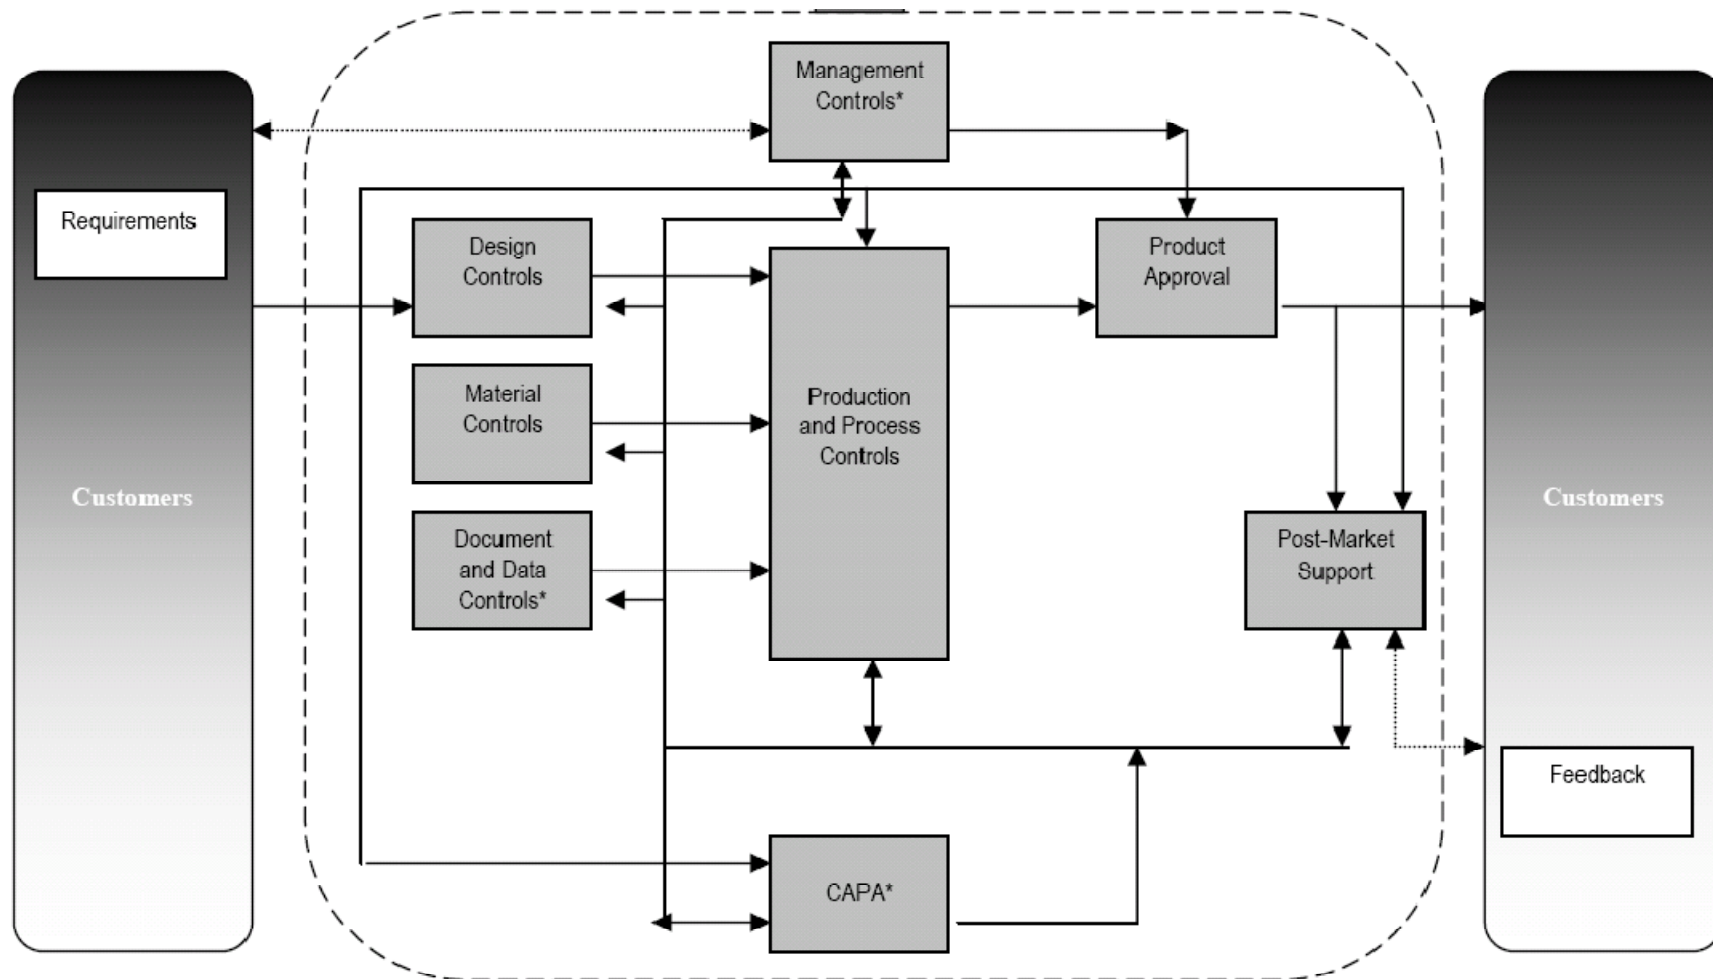 Management
Controls*
Requirements
Design
Controls
Product
Approval
Material
Controls
Production
and Process
Controls
Customers
Customers
Document
and Data
Controls*
Post-Market
Support
Feedback
CAPA*